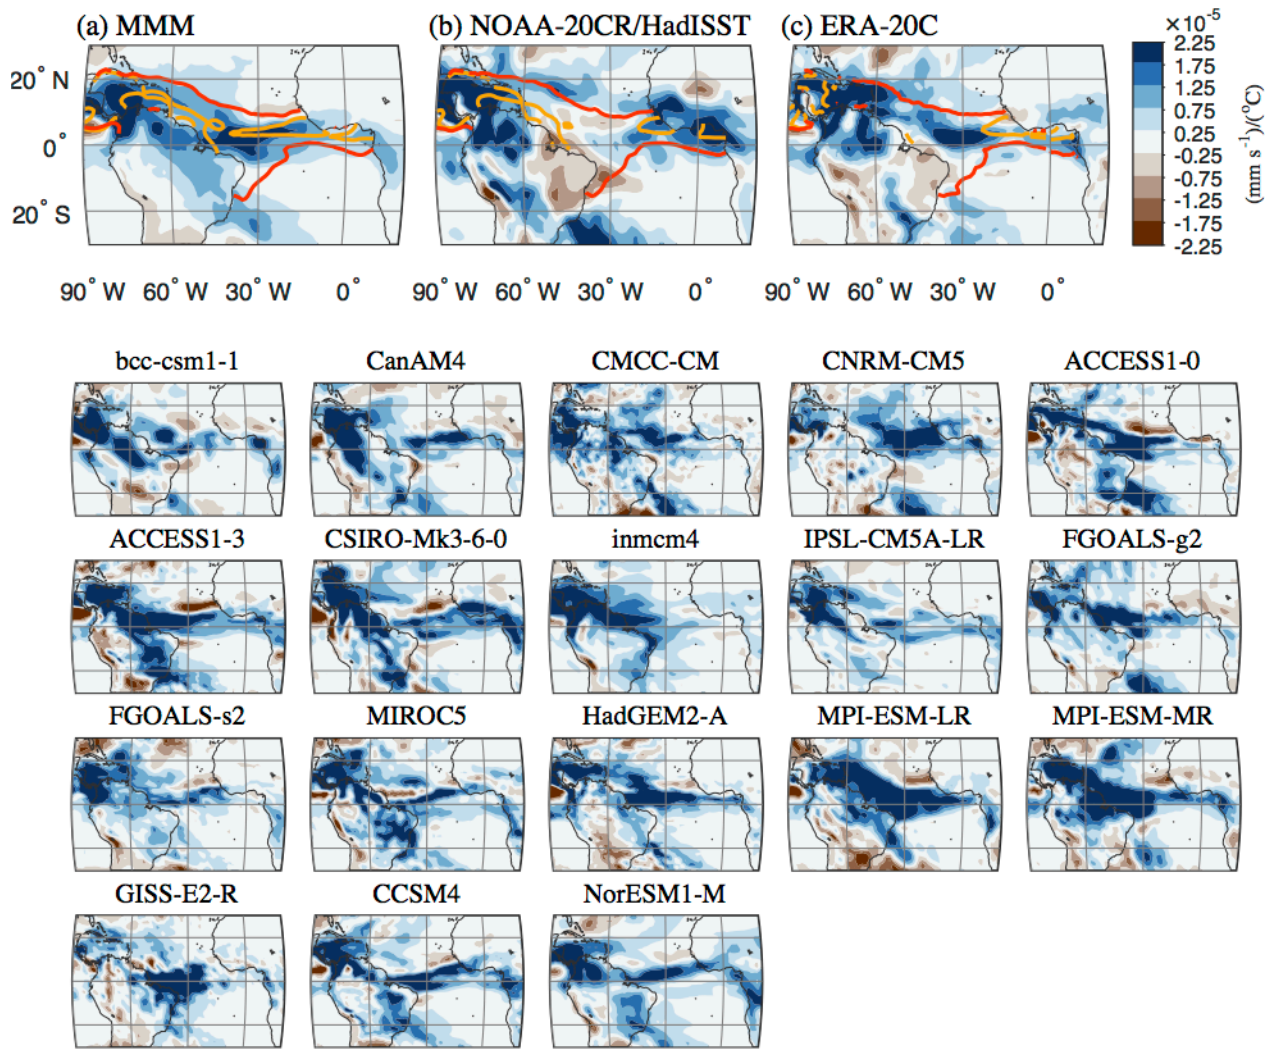 (a) MMM (b) NOAA-20CR/HadISST (c) ERA-20C
×10⁻⁵
20° N
0°
20° S
90° W 60° W 30° W 0° 90° W 60° W 30° W 0° 90° W 60° W 30° W 0°
2.25
1.75
1.25
0.75
0.25
-0.25
-0.75
-1.25
-1.75
-2.25
(mm s⁻¹)/(°C)
bcc-csm1-1 CanAM4 CMCC-CM CNRM-CM5 ACCESS1-0
ACCESS1-3 CSIRO-Mk3-6-0 inmcm4 IPSL-CM5A-LR FGOALS-g2
FGOALS-s2 MIROC5 HadGEM2-A MPI-ESM-LR MPI-ESM-MR
GISS-E2-R CCSM4 NorESM1-M